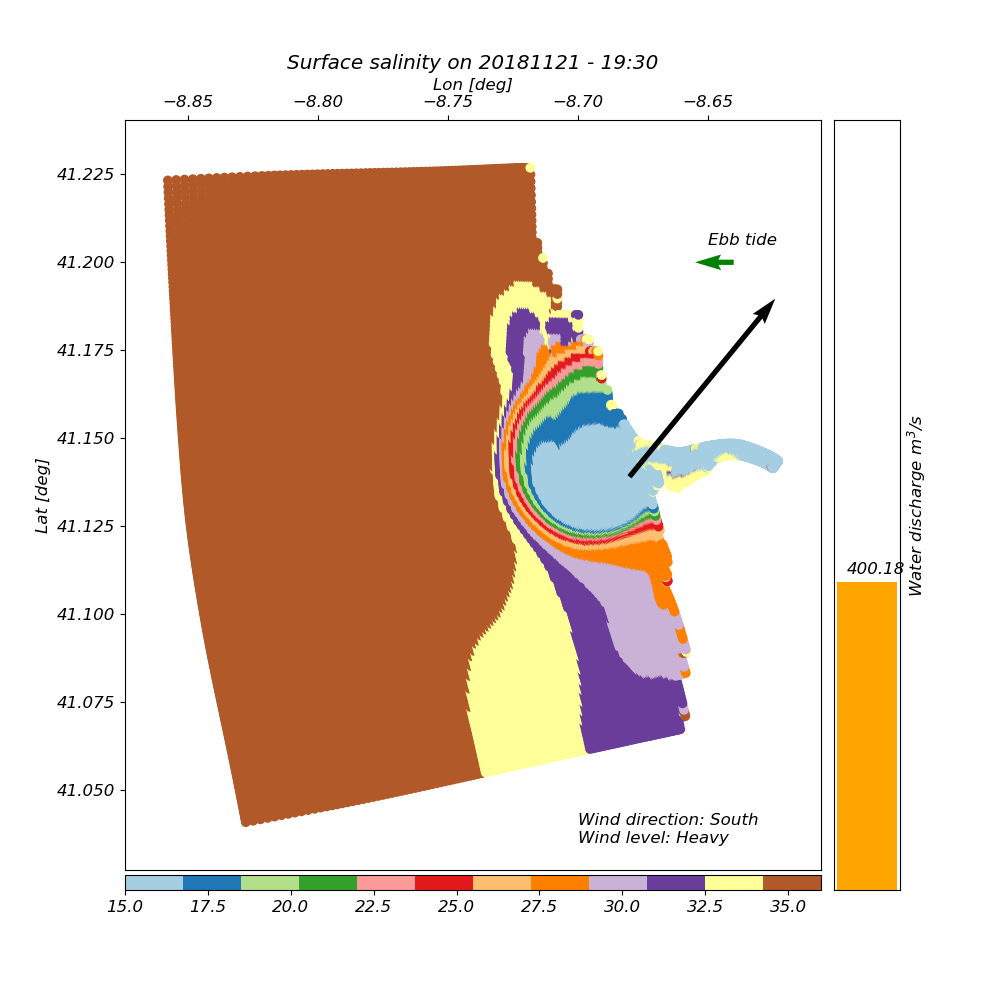 Surface salinity on 20181121 - 19:30
Lon [deg]
−8.85 −8.80 −8.75 −8.70 −8.65
41.225
41.200
41.175
41.150
41.125
41.100
41.075
41.050
Lat [deg]
Ebb tide
Wind direction: South
Wind level: Heavy
400.18
Water discharge m³/s
15.0 17.5 20.0 22.5 25.0 27.5 30.0 32.5 35.0